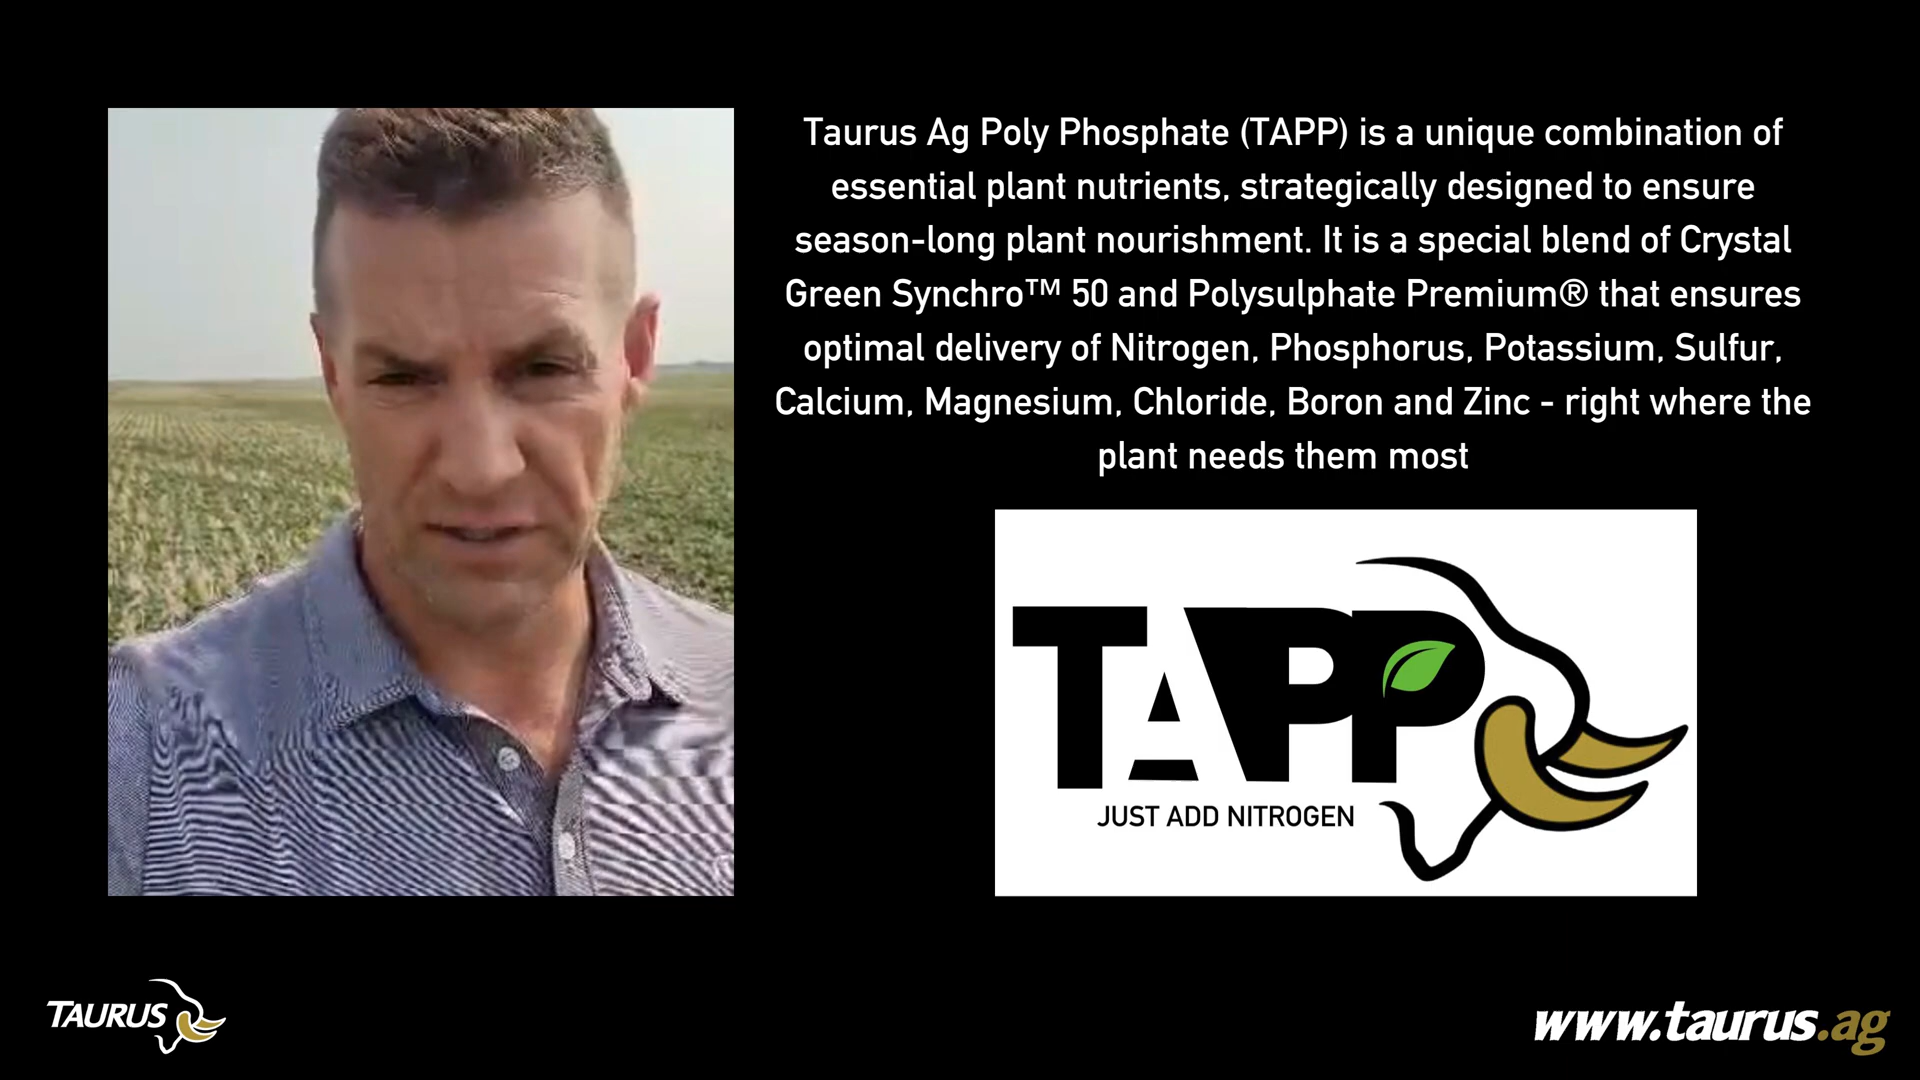 Taurus Ag Poly Phosphate (TAPP) is a unique combination of
essential plant nutrients, strategically designed to ensure
season-long plant nourishment. It is a special blend of Crystal
Green Synchro™ 50 and Polysulphate Premium® that ensures
optimal delivery of Nitrogen, Phosphorus, Potassium, Sulfur,
Calcium, Magnesium, Chloride, Boron and Zinc - right where the
plant needs them most
TAPP
JUST ADD NITROGEN
TAURUS
www.taurus.ag